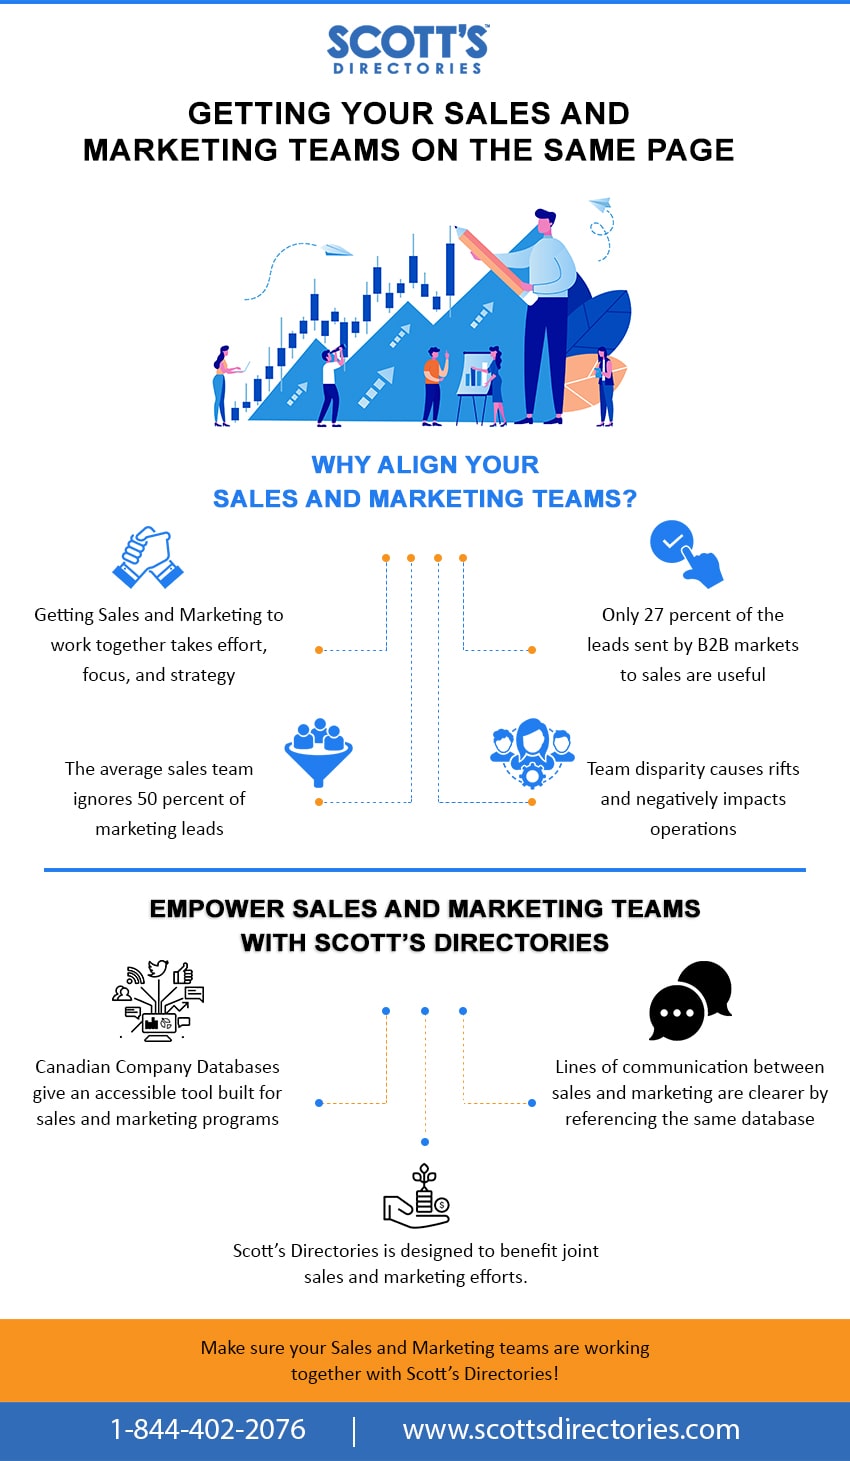 SCOTT'S™
DIRECTORIES
GETTING YOUR SALES AND
MARKETING TEAMS ON THE SAME PAGE
WHY ALIGN YOUR
SALES AND MARKETING TEAMS?
Getting Sales and Marketing to
work together takes effort,
focus, and strategy
Only 27 percent of the
leads sent by B2B markets
to sales are useful
The average sales team
ignores 50 percent of
marketing leads
Team disparity causes rifts
and negatively impacts
operations
EMPOWER SALES AND MARKETING TEAMS
WITH SCOTT'S DIRECTORIES
Canadian Company Databases
give an accessible tool built for
sales and marketing programs
Lines of communication between
sales and marketing are clearer by
referencing the same database
$
Scott's Directories is designed to benefit joint
sales and marketing efforts.
Make sure your Sales and Marketing teams are working
together with Scott's Directories!
1-844-402-2076 | www.scottsdirectories.com